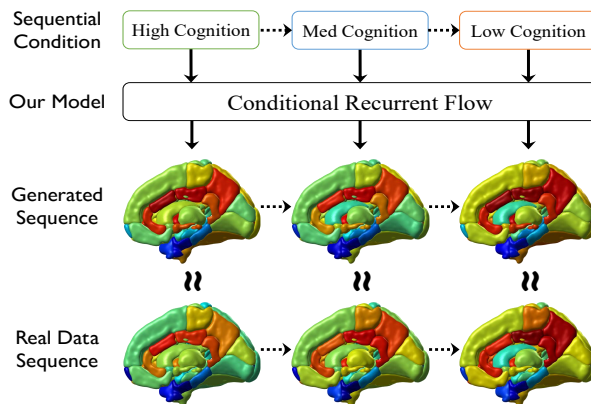 Sequential
Condition
High Cognition
Med Cognition
Low Cognition
Our Model
Conditional Recurrent Flow
Generated
Sequence
≈
≈
≈
Real Data
Sequence